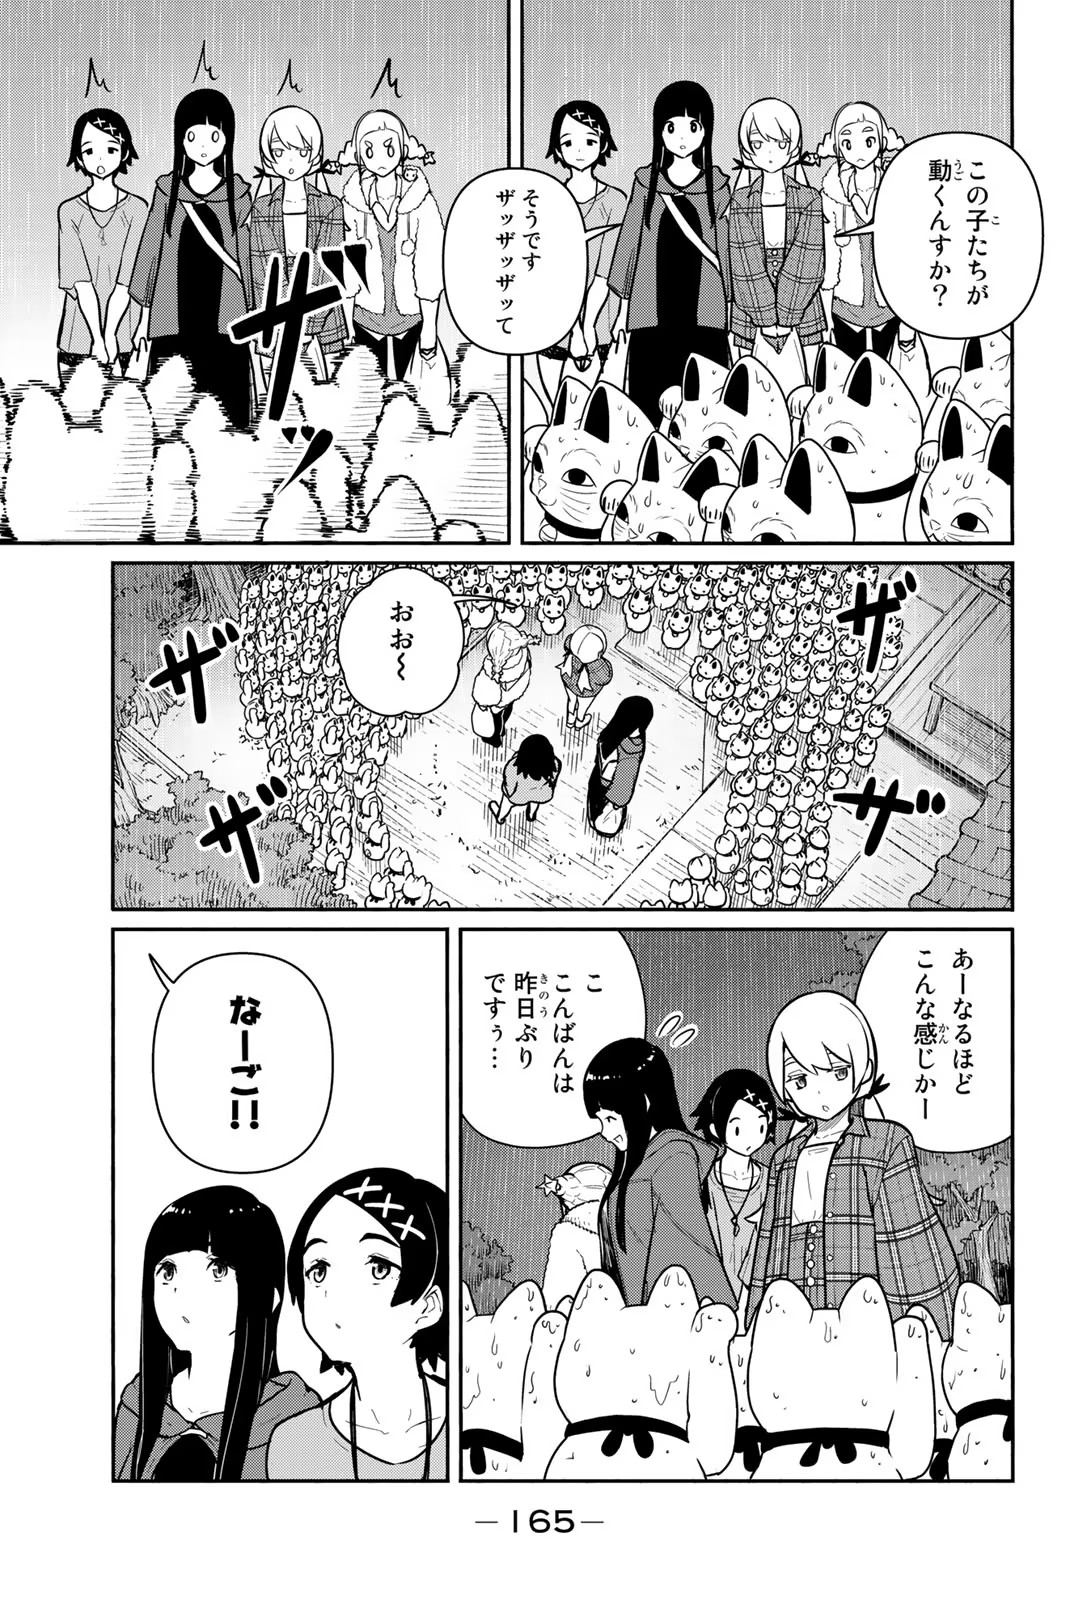 この子たちが
動くんすか?
そうです
ザッザッザッて
ザ
ザッ
おお〜
ザ
ザ
ザ
ザ
あーなるほど
こんな感じかー
こ
こんばんは
昨日ぶり
ですぅ…
なーご!!
—165—